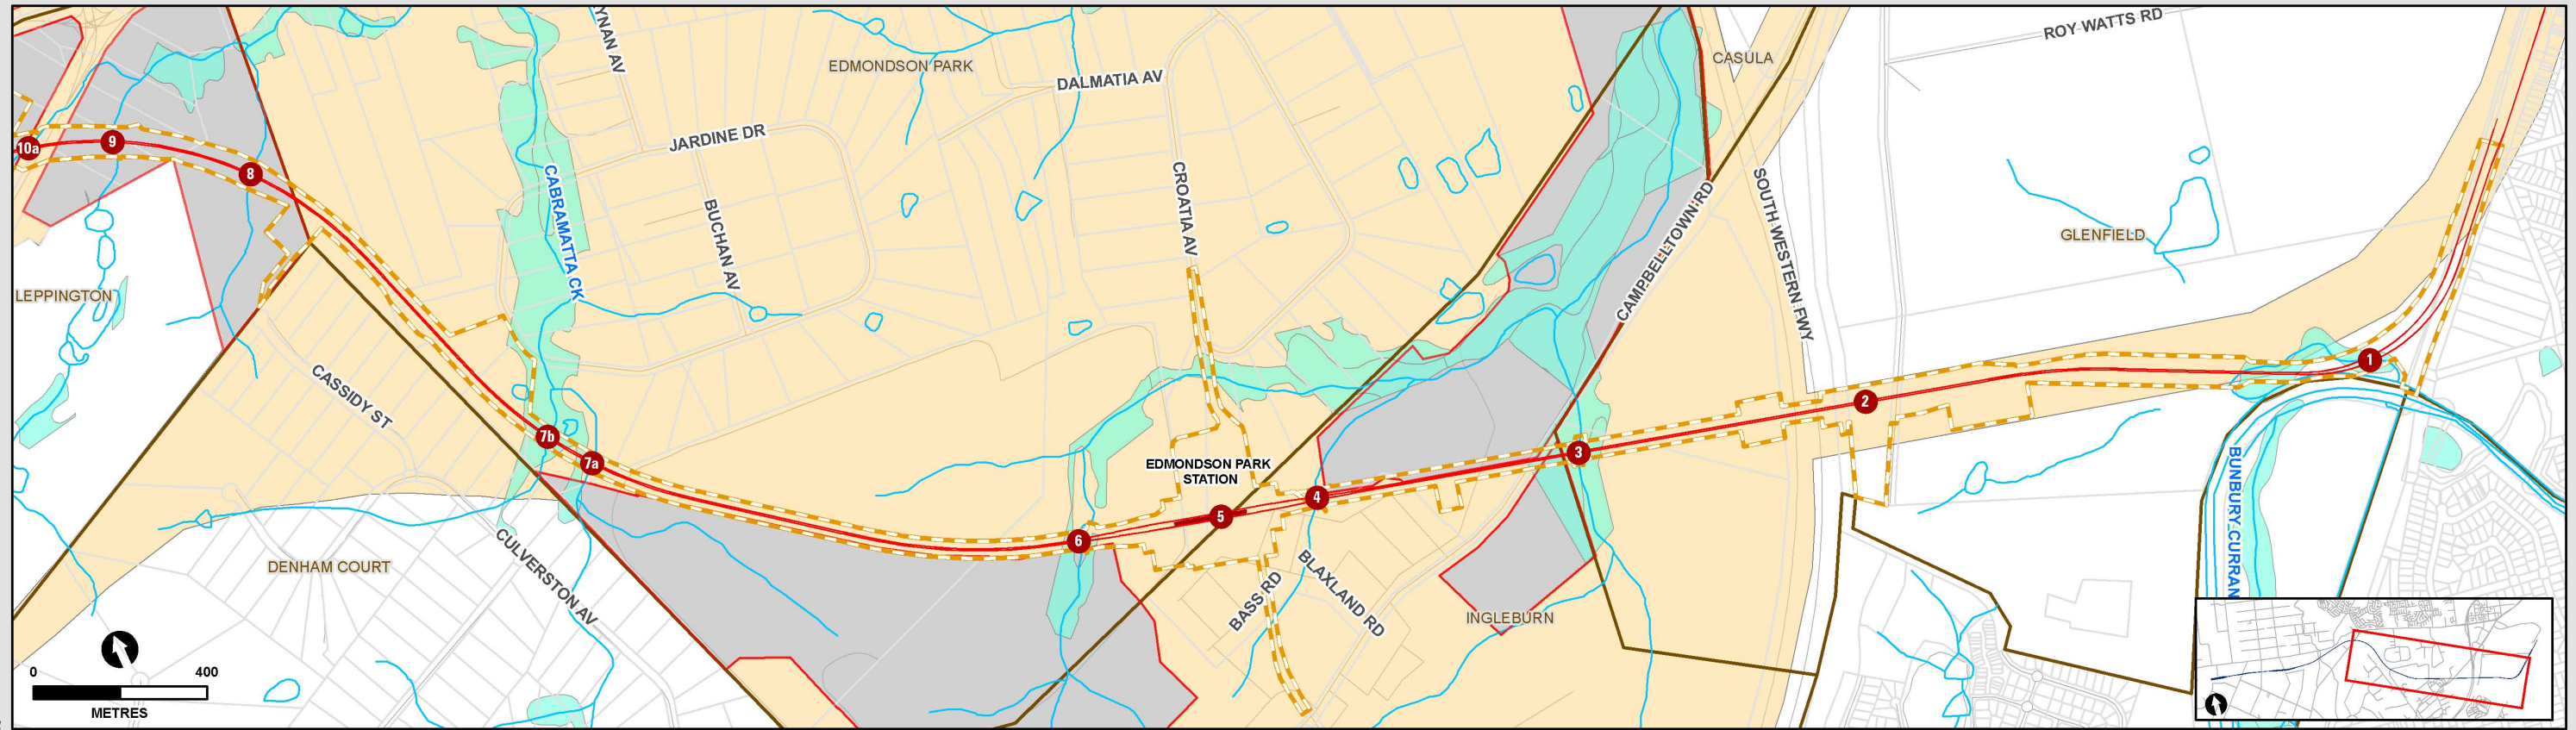 YNAN AV
EDMONDSON PARK
DALMATIA AV
CASULA
ROY WATTS RD
JARDINE DR
9
10a
8
CABRAMATTA CK
BUCHAN AV
CROATIA AV
CAMPBELLTOWN RD
SOUTH WESTERN FWY
GLENFIELD
LEPPINGTON
CASSIDY ST
1
2
7b
7a
3
EDMONDSON PARK
STATION
4
5
6
BUNBURY CURRAN
DENHAM COURT
CULVERSTON AV
BASS RD
BLAXLAND RD
INGLEBURN
0
400
METRES